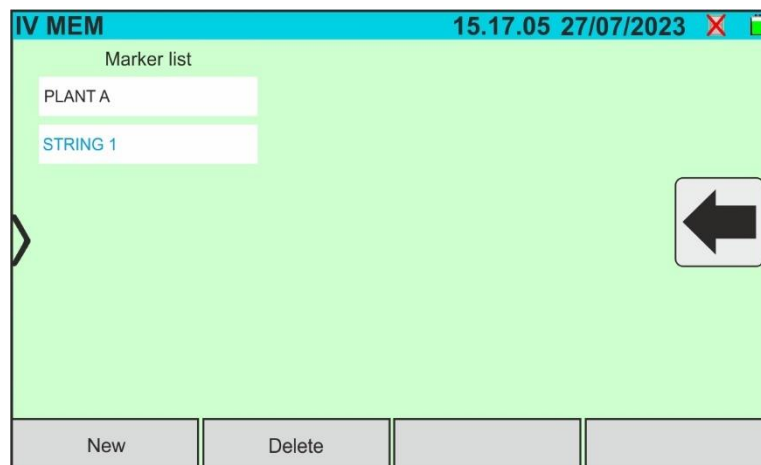 IV MEM 15.17.05 27/07/2023
Marker list
PLANT A
STRING 1
New Delete